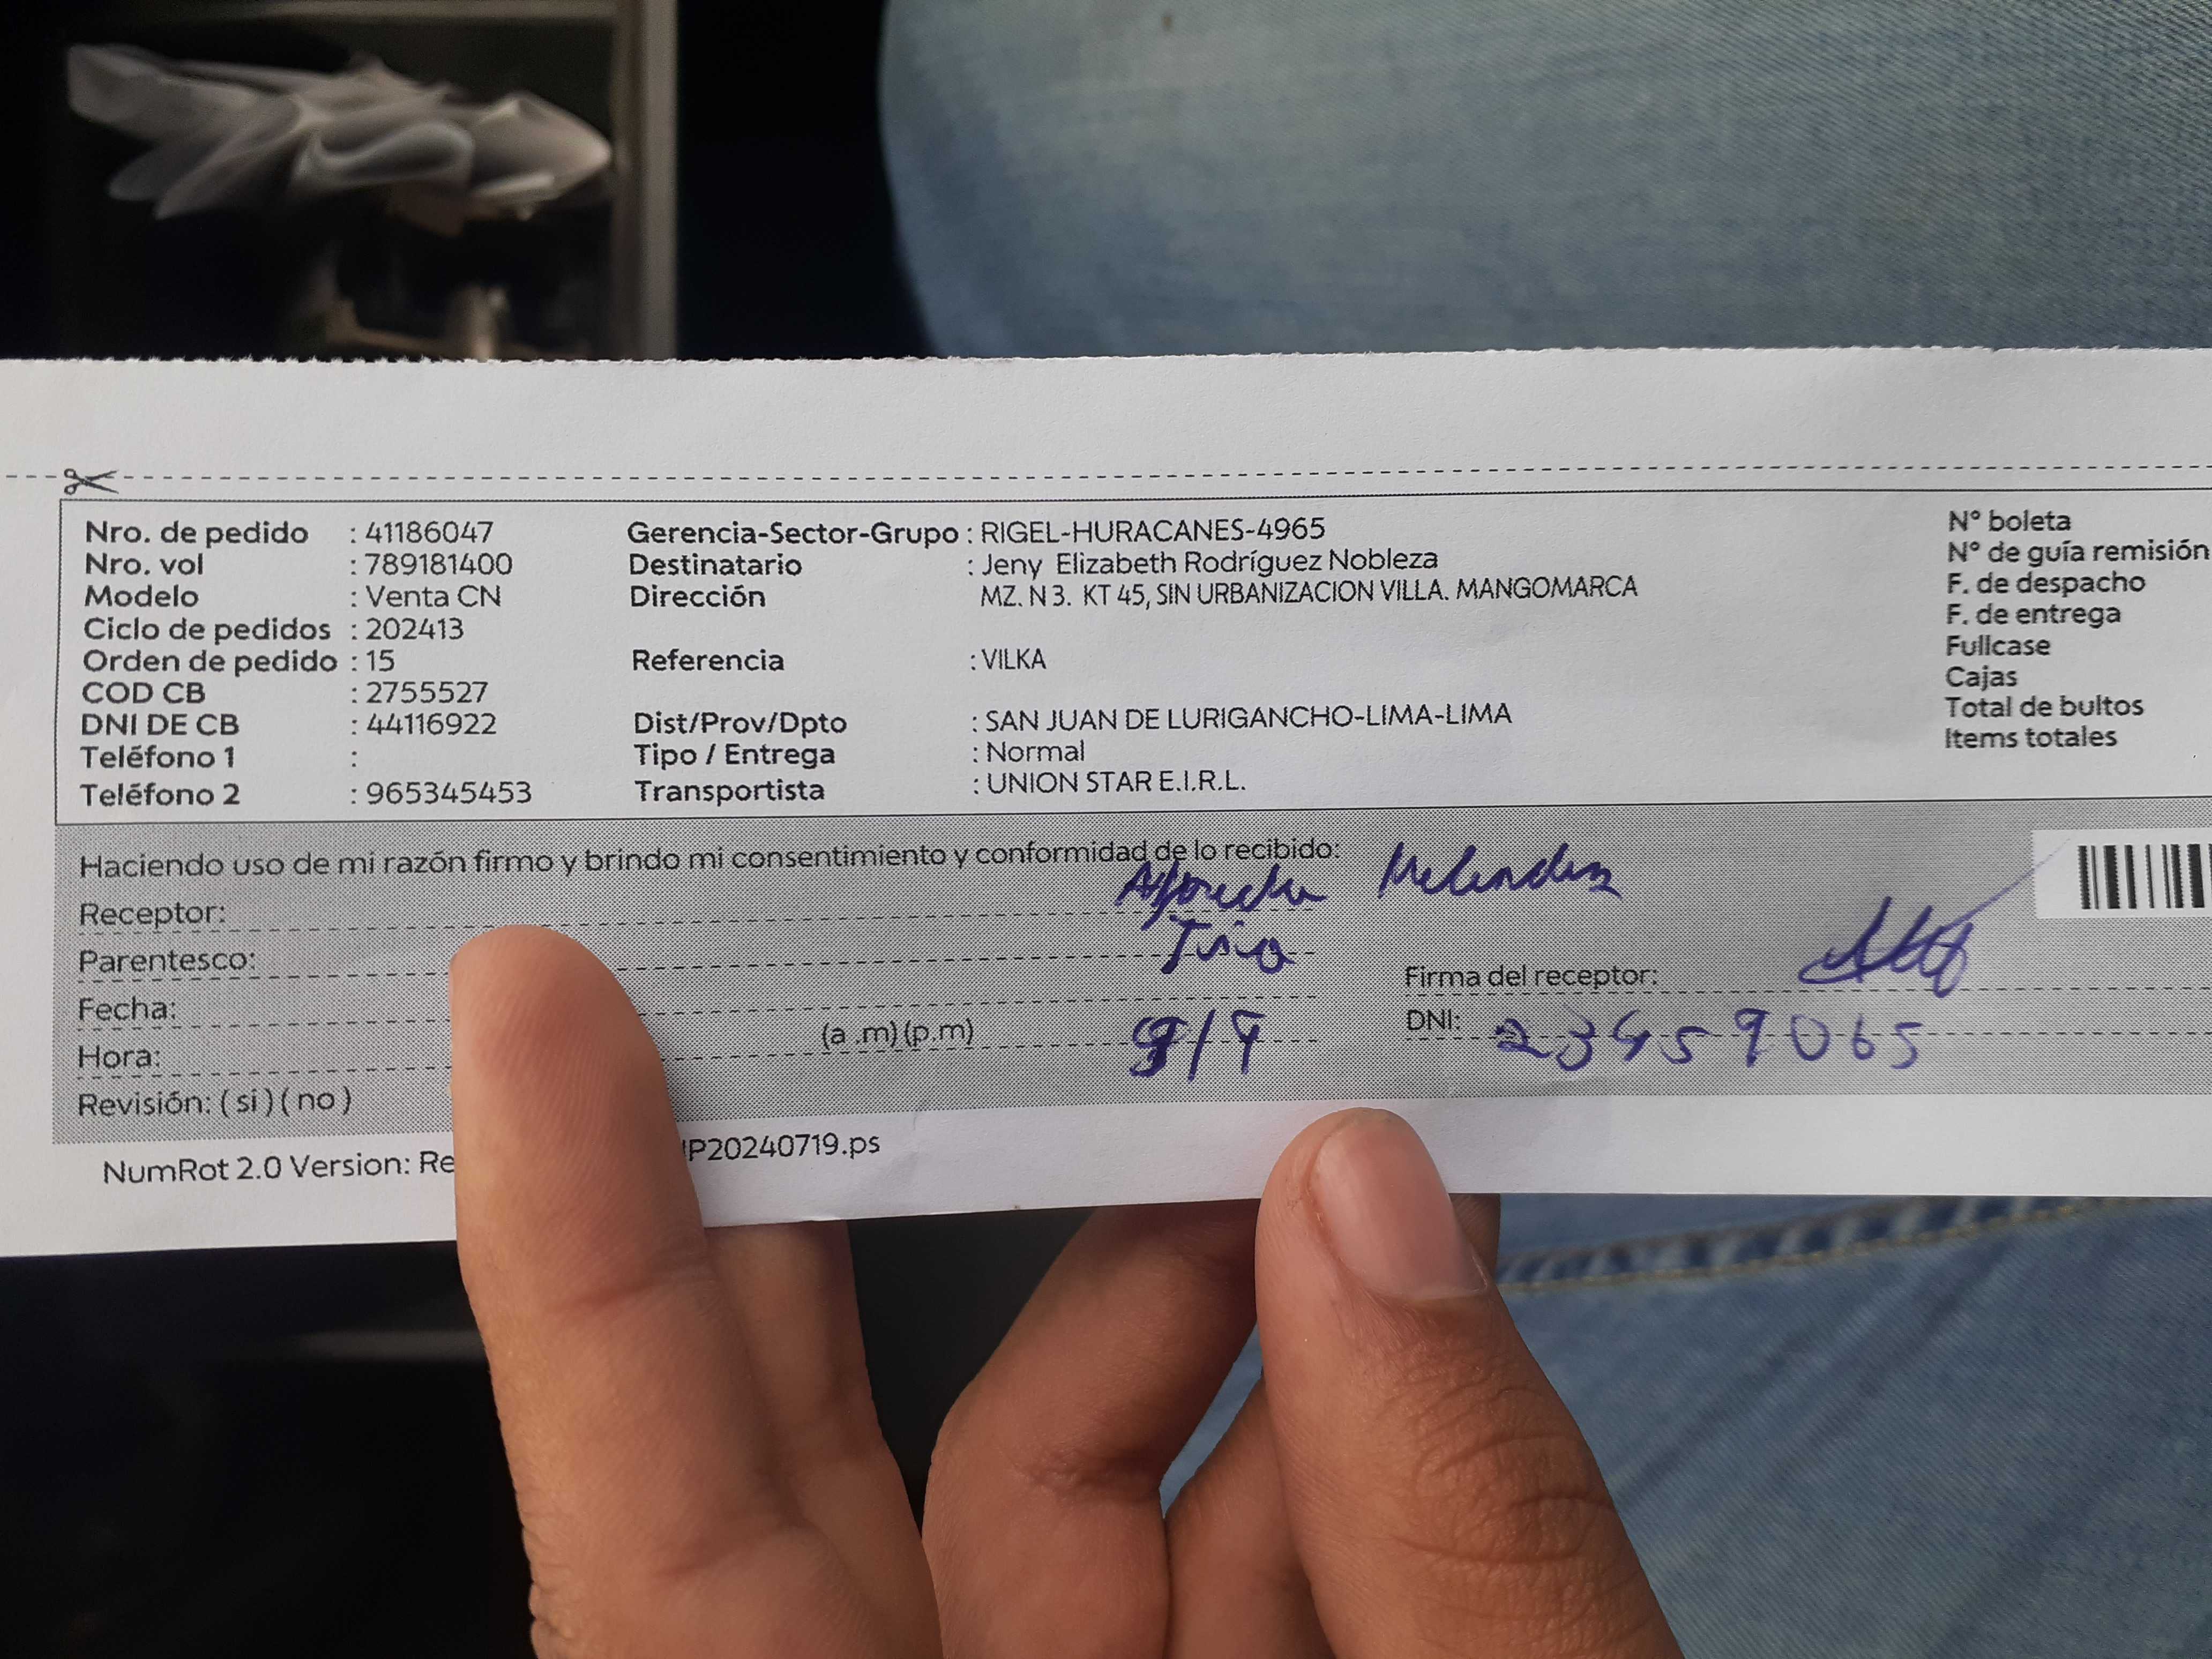 Nro. de pedido : 41186047 Gerencia-Sector-Grupo : RIGEL-HURACANES-4965 N° boleta
Nro. vol : 789181400 Destinatario : Jeny Elizabeth Rodríguez Nobleza N° de guía remisión
Modelo : Venta CN Dirección MZ. N 3. KT 45, SIN URBANIZACION VILLA. MANGOMARCA F. de despacho
Ciclo de pedidos : 202413 F. de entrega
Orden de pedido : 15 Referencia : VILKA Fullcase
COD CB : 2755527 Cajas
DNI DE CB : 44116922 Dist/Prov/Dpto : SAN JUAN DE LURIGANCHO-LIMA-LIMA Total de bultos
Teléfono 1 : Tipo / Entrega : Normal Items totales
Teléfono 2 : 965345453 Transportista : UNION STAR E.I.R.L.
Haciendo uso de mi razón firmo y brindo mi consentimiento y conformidad de lo recibido:
Receptor: Melendez
Parentesco:
Firma del receptor:
Fecha:
DNI: 23459065
Hora: (a .m) (p.m)
Revisión: ( si ) ( no )
NumRot 2.0 Version: Re P20240719.ps